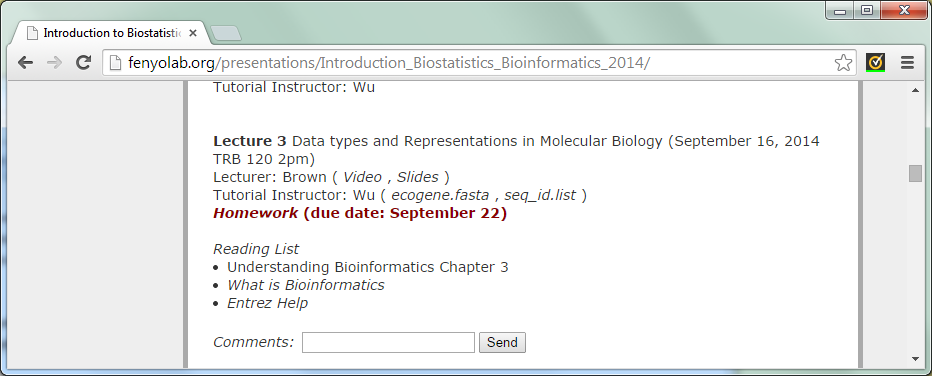 Introduction to Biostatistic
fenyolab.org/presentations/Introduction_Biostatistics_Bioinformatics_2014/
Tutorial Instructor: Wu
Lecture 3 Data types and Representations in Molecular Biology (September 16, 2014
TRB 120 2pm)
Lecturer: Brown ( Video , Slides )
Tutorial Instructor: Wu ( ecogene.fasta , seq_id.list )
Homework (due date: September 22)
Reading List
• Understanding Bioinformatics Chapter 3
• What is Bioinformatics
• Entrez Help
Comments: Send